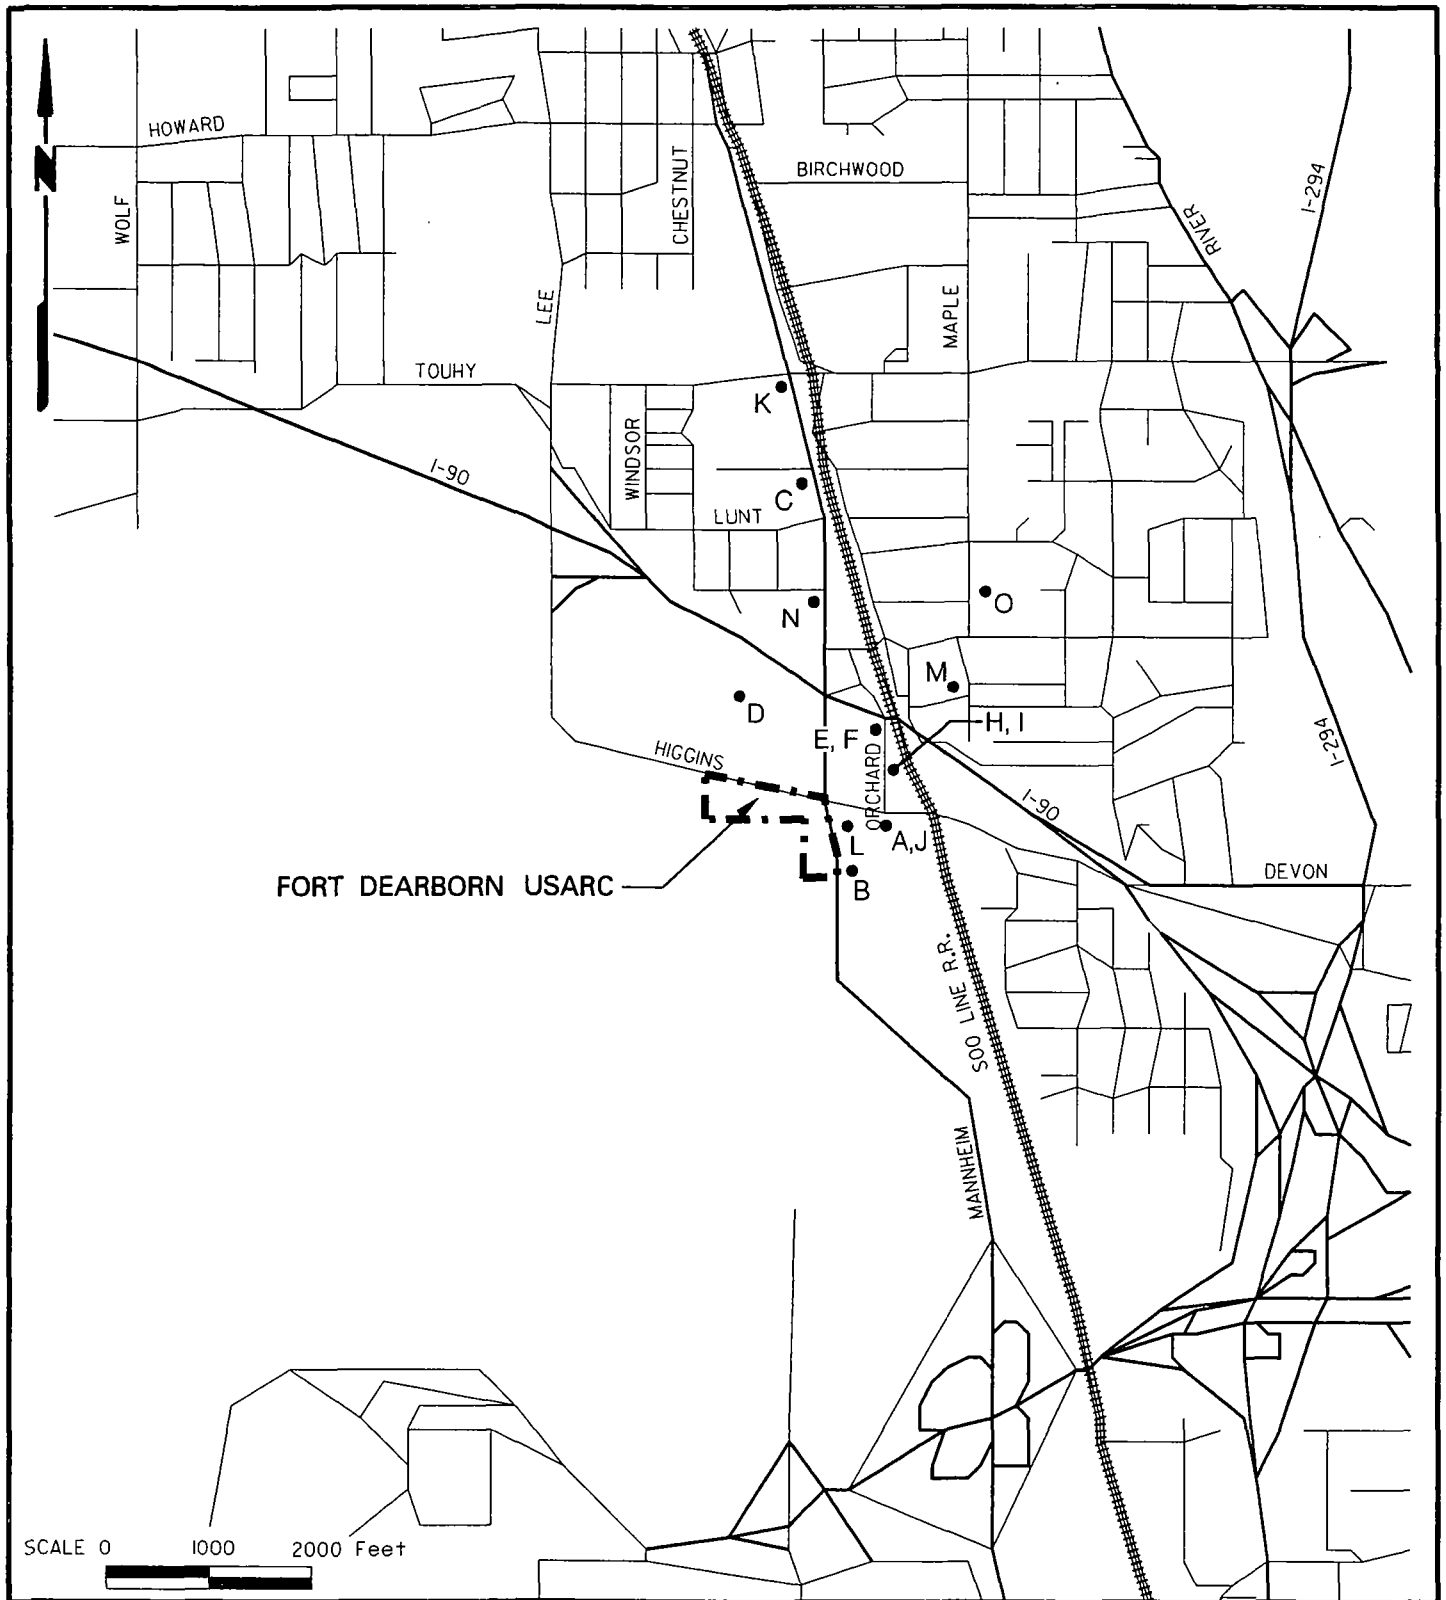 HOWARD
N
WOLF
CHESTNUT
BIRCHWOOD
I-294
RIVER
LEE
MAPLE
TOUHY
K
WINDSOR
I-90
C
LUNT
O
N
M
D
H, I
E, F
I-294
HIGGINS
ORCHARD
I-90
L
A,J
DEVON
FORT DEARBORN USARC
B
SOO LINE R.R.
MANNHEIM
SCALE 0 1000 2000 Feet